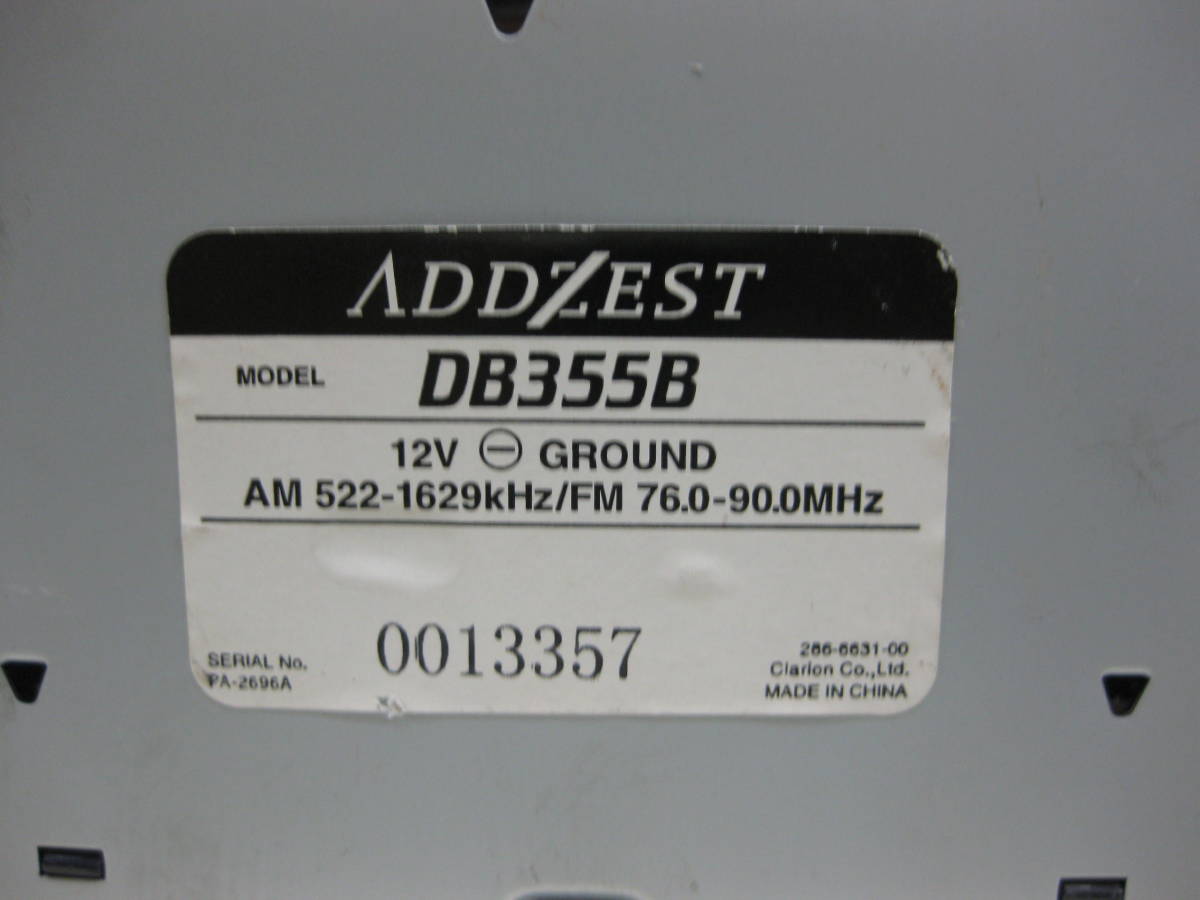 ADDZEST
MODEL DB355B
12V ⊖ GROUND
AM 522-1629kHz/FM 76.0-90.0MHz
SERIAL No. 0013357
PA-2696A
286-6631-00
Clarion Co.,Ltd.
MADE IN CHINA